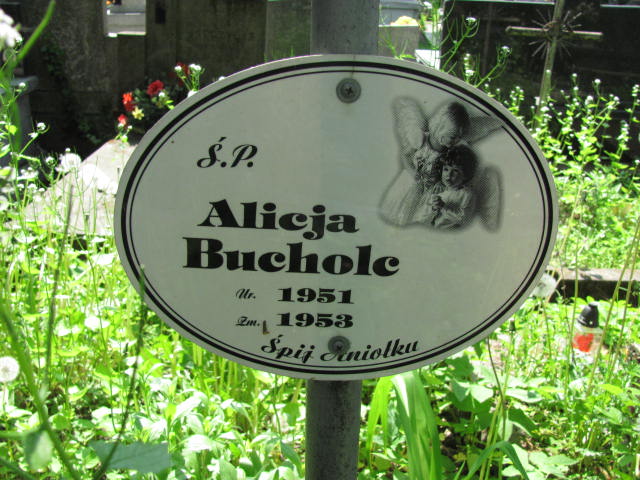 Ś.P.
Alicja
Bucholc
Ur. 1951
Zm. 1953
Śpij Aniołku